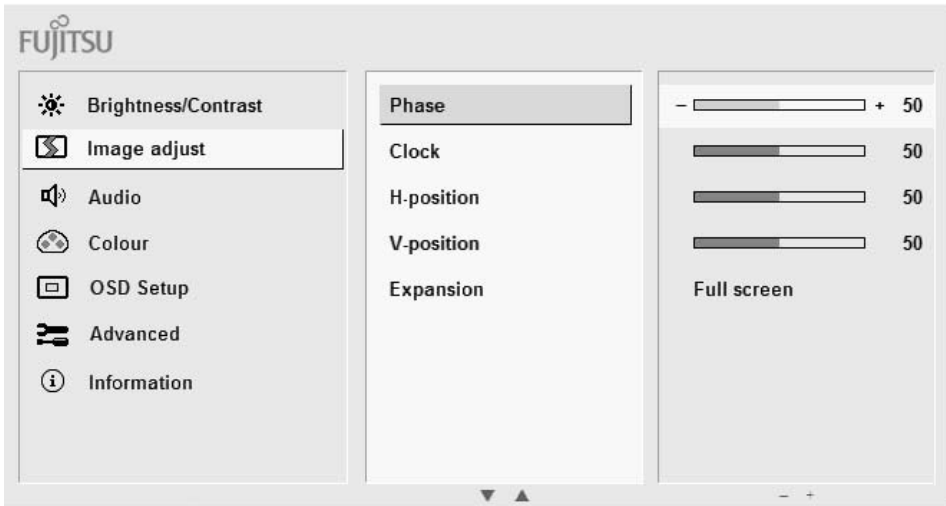 FUJITSU
Brightness/Contrast
Image adjust
Audio
Colour
OSD Setup
Advanced
Information
Phase
Clock
H-position
V-position
Expansion
– + 50
50
50
50
Full screen
▼ ▲
– +